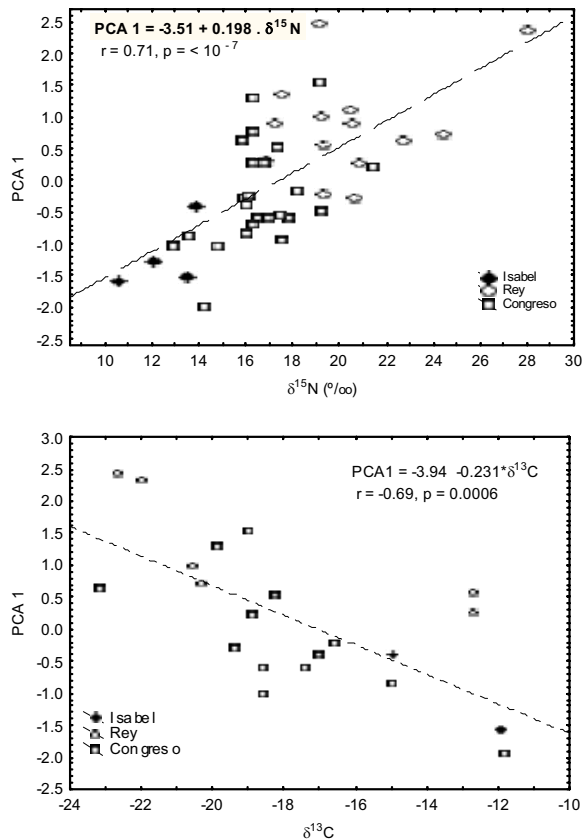 PCA 1 = -3.51 + 0.198 . δ¹⁵N
r = 0.71, p = < 10 ⁻⁷
2.5
2.0
1.5
1.0
0.5
0.0
-0.5
-1.0
-1.5
-2.0
-2.5
PCA 1
Isabel
Rey
Congreso
10 12 14 16 18 20 22 24 26 28 30
δ¹⁵N (º/∞)
PCA1 = -3.94 -0.231*δ¹³C
r = -0.69, p = 0.0006
3.0
2.5
2.0
1.5
1.0
0.5
0.0
-0.5
-1.0
-1.5
-2.0
-2.5
PCA 1
Isabel
Rey
Congreso
-24 -22 -20 -18 -16 -14 -12 -10
δ¹³C